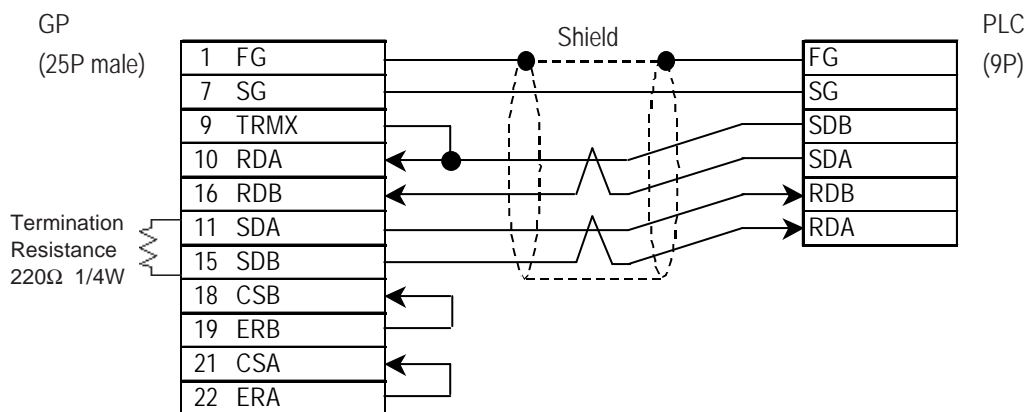 GP
(25P male)
Shield
PLC
(9P)
1 FG
7 SG
9 TRMX
10 RDA
16 RDB
11 SDA
15 SDB
18 CSB
19 ERB
21 CSA
22 ERA
Termination
Resistance
220Ω 1/4W
FG
SG
SDB
SDA
RDB
RDA